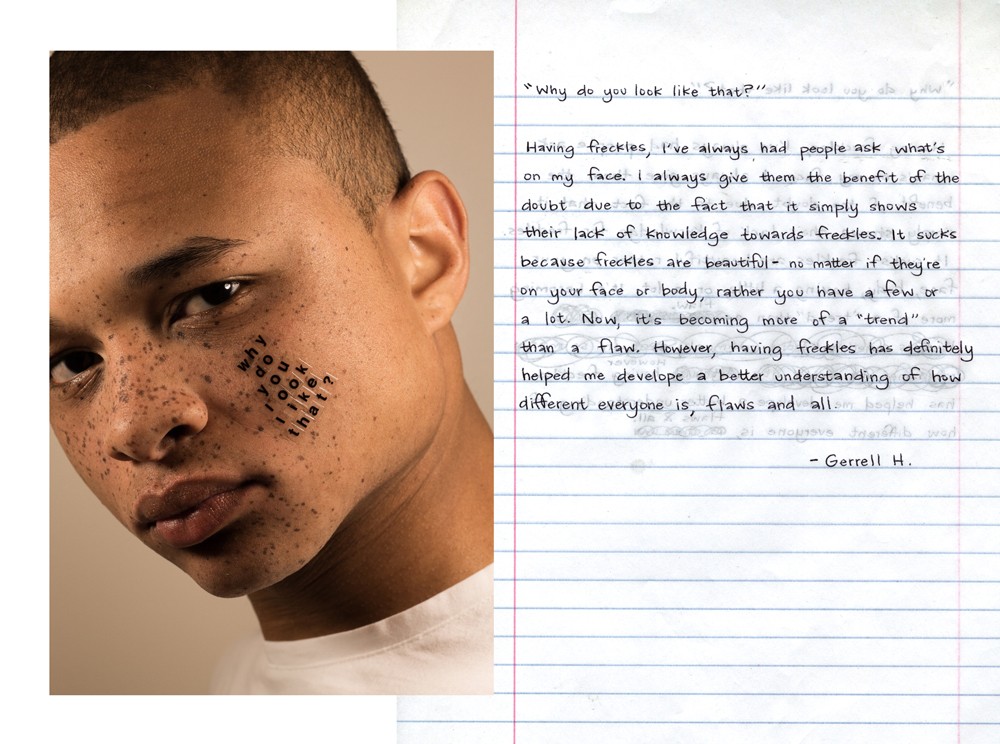 why
do
you
look
like
that?
"Why do you look like that?"
Having freckles, I've always had people ask what's
on my face. I always give them the benefit of the
doubt due to the fact that it simply shows
their lack of knowledge towards freckles. It sucks
because freckles are beautiful- no matter if they're
on your face or body, rather you have a few or
a lot. Now, it's becoming more of a "trend"
than a flaw. However, having freckles has definitely
helped me develope a better understanding of how
different everyone is, flaws and all.
- Gerrell H.